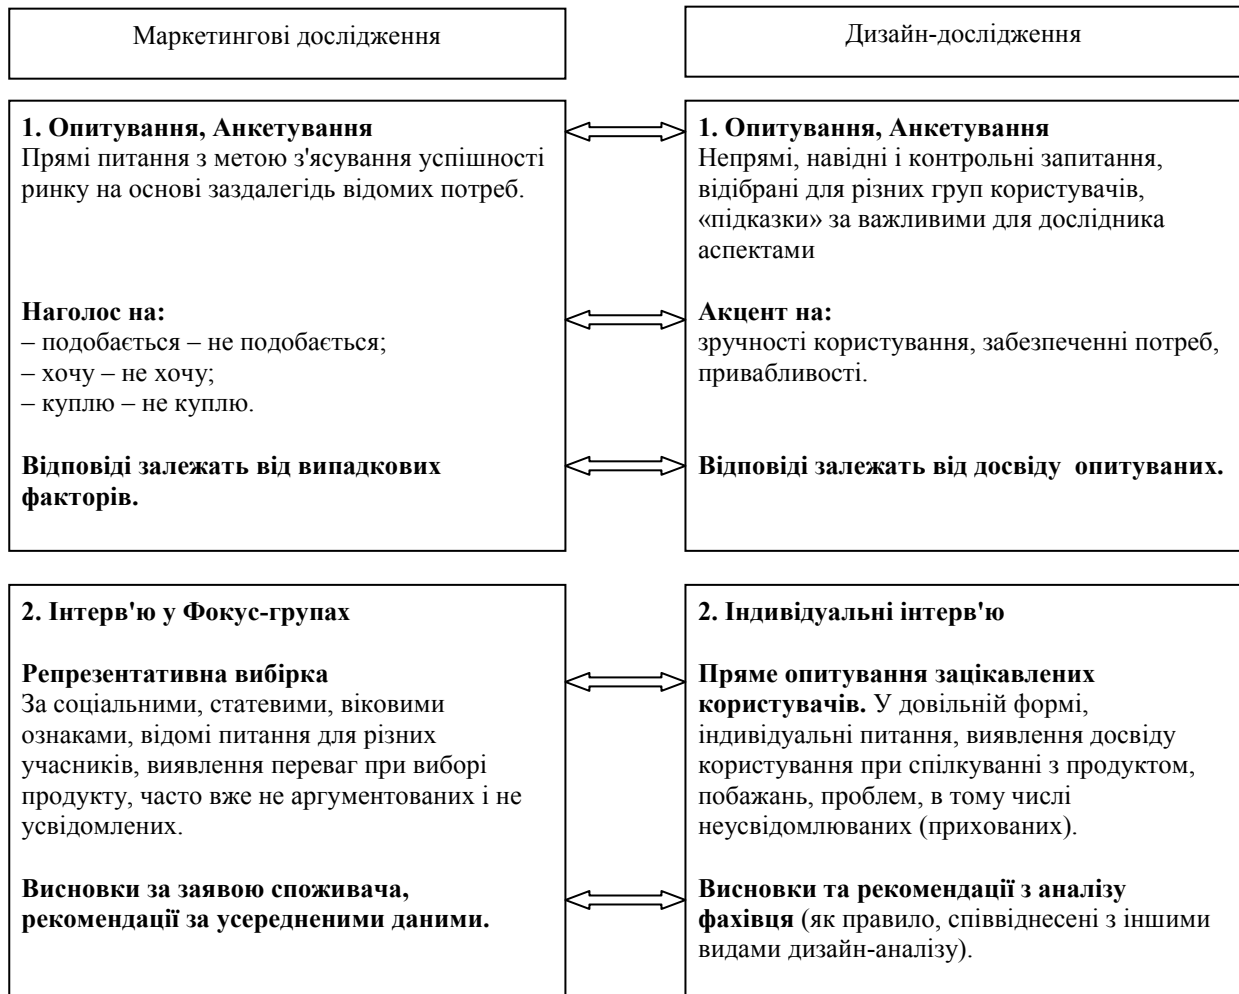 Маркетингові дослідження
Дизайн-дослідження
1. Опитування, Анкетування
Прямі питання з метою з'ясування успішності
ринку на основі заздалегідь відомих потреб.
Наголос на:
– подобається – не подобається;
– хочу – не хочу;
– куплю – не куплю.
Відповіді залежать від випадкових
факторів.
1. Опитування, Анкетування
Непрямі, навідні і контрольні запитання,
відібрані для різних груп користувачів,
«підказки» за важливими для дослідника
аспектами
Акцент на:
зручності користування, забезпеченні потреб,
привабливості.
Відповіді залежать від досвіду  опитуваних.
2. Інтерв'ю у Фокус-групах
Репрезентативна вибірка
За соціальними, статевими, віковими
ознаками, відомі питання для різних
учасників, виявлення переваг при виборі
продукту, часто вже не аргументованих і не
усвідомлених.
Висновки за заявою споживача,
рекомендації за усередненими даними.
2. Індивідуальні інтерв'ю
Пряме опитування зацікавлених
користувачів. У довільній формі,
індивідуальні питання, виявлення досвіду
користування при спілкуванні з продуктом,
побажань, проблем, в тому числі
неусвідомлюваних (прихованих).
Висновки та рекомендації з аналізу
фахівця (як правило, співвіднесені з іншими
видами дизайн-аналізу).